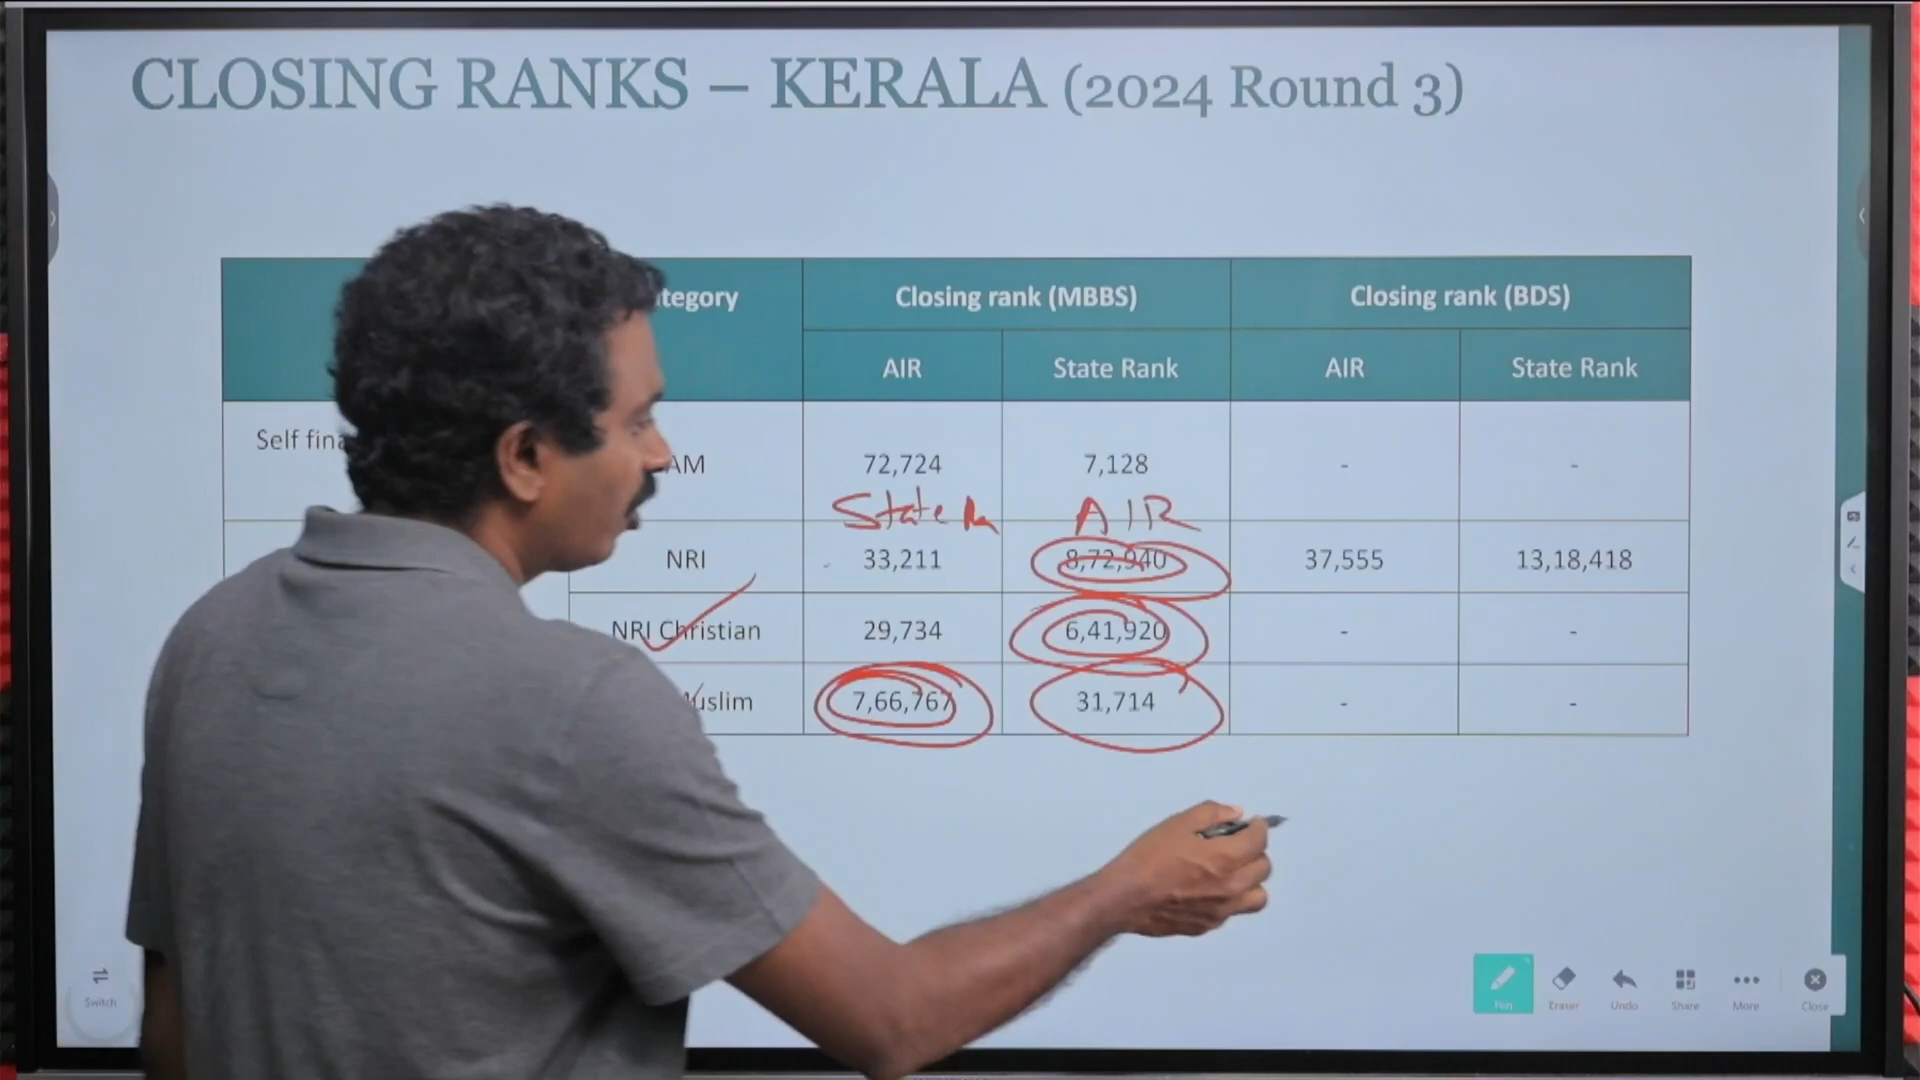 CLOSING RANKS – KERALA (2024 Round 3)
Closing rank (MBBS) Closing rank (BDS)
AIR State Rank AIR State Rank
Self
72,724 7,128 - -
State AIR
NRI 33,211 8,72,940 37,555 13,18,418
NRI Christian 29,734 6,41,920 - -
Muslim 7,66,767 31,714 - -
Switch
Pen Eraser Undo Share More Close